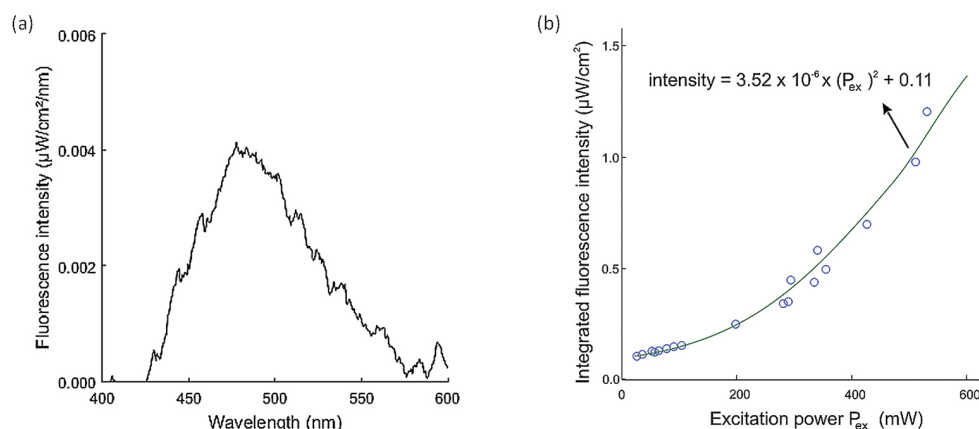 (a)
Fluorescence intensity (μW/cm²/nm)
0.006
0.004
0.002
0.000
400
450
500
550
600
Wavelength (nm)
(b)
Integrated fluorescence intensity (μW/cm²)
1.5
1.0
0.5
0.0
intensity = 3.52 x 10⁻⁶ x (Pₑₓ )² + 0.11
0
200
400
600
Excitation power Pₑₓ (mW)